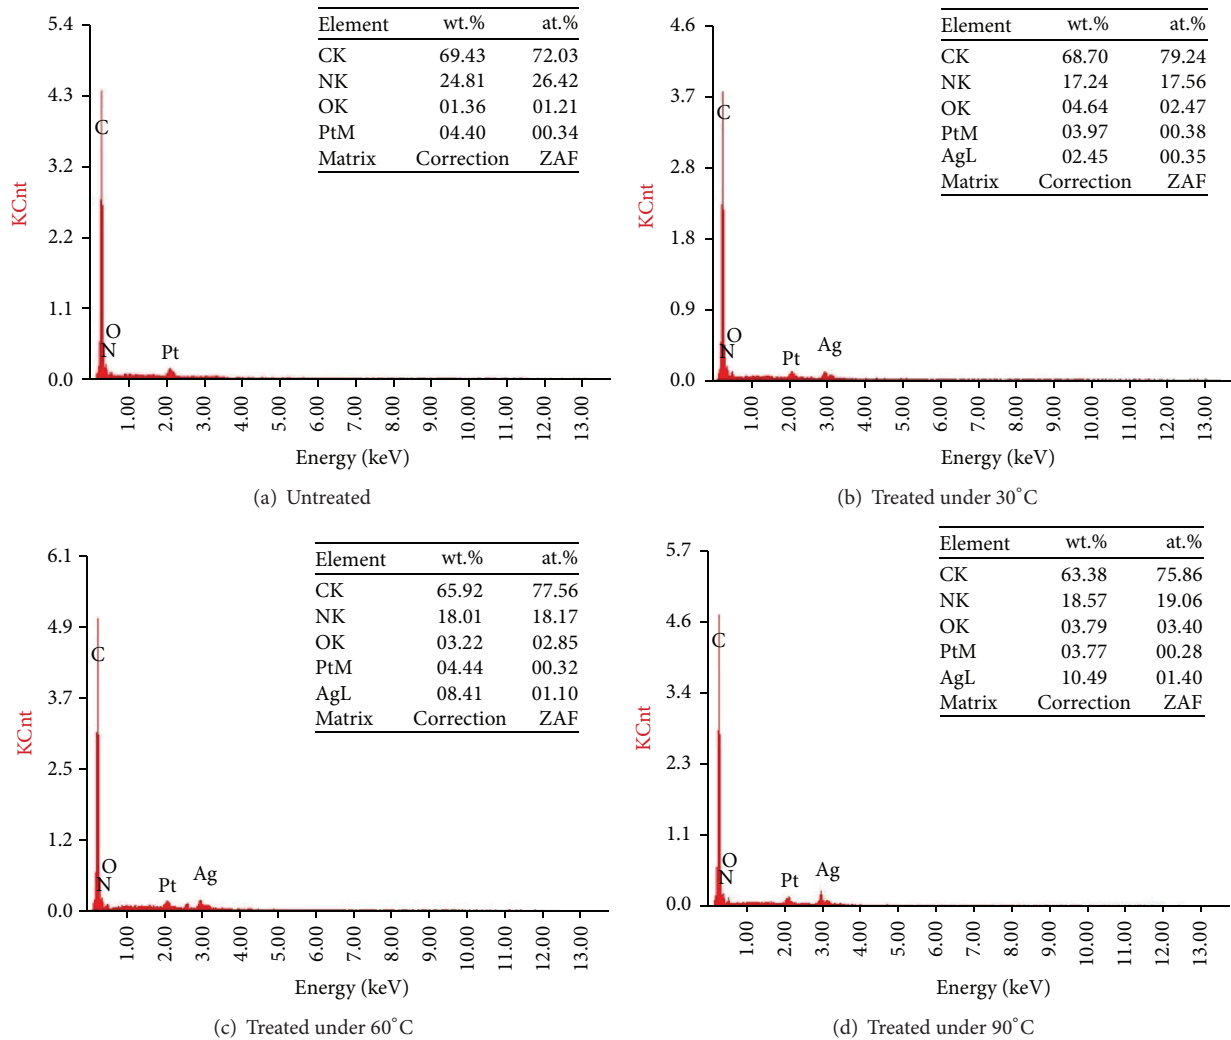 Element wt.% at.%
CK 69.43 72.03
NK 24.81 26.42
OK 01.36 01.21
PtM 04.40 00.34
Matrix Correction ZAF
5.4
4.3
3.2
2.2
1.1
0.0
KCnt
C
O
N
Pt
1.00 2.00 3.00 4.00 5.00 6.00 7.00 8.00 9.00 10.00 11.00 12.00 13.00
Energy (keV)
(a) Untreated
Element wt.% at.%
CK 68.70 79.24
NK 17.24 17.56
OK 04.64 02.47
PtM 03.97 00.38
AgL 02.45 00.35
Matrix Correction ZAF
4.6
3.7
2.8
1.8
0.9
0.0
KCnt
C
O
N
Pt
Ag
1.00 2.00 3.00 4.00 5.00 6.00 7.00 8.00 9.00 10.00 11.00 12.00 13.00
Energy (keV)
(b) Treated under 30°C
Element wt.% at.%
CK 65.92 77.56
NK 18.01 18.17
OK 03.22 02.85
PtM 04.44 00.32
AgL 08.41 01.10
Matrix Correction ZAF
6.1
4.9
3.7
2.5
1.2
0.0
KCnt
C
O
N
Pt
Ag
1.00 2.00 3.00 4.00 5.00 6.00 7.00 8.00 9.00 10.00 11.00 12.00 13.00
Energy (keV)
(c) Treated under 60°C
Element wt.% at.%
CK 63.38 75.86
NK 18.57 19.06
OK 03.79 03.40
PtM 03.77 00.28
AgL 10.49 01.40
Matrix Correction ZAF
5.7
4.6
3.4
2.3
1.1
0.0
KCnt
C
O
N
Pt
Ag
1.00 2.00 3.00 4.00 5.00 6.00 7.00 8.00 9.00 10.00 11.00 12.00 13.00
Energy (keV)
(d) Treated under 90°C